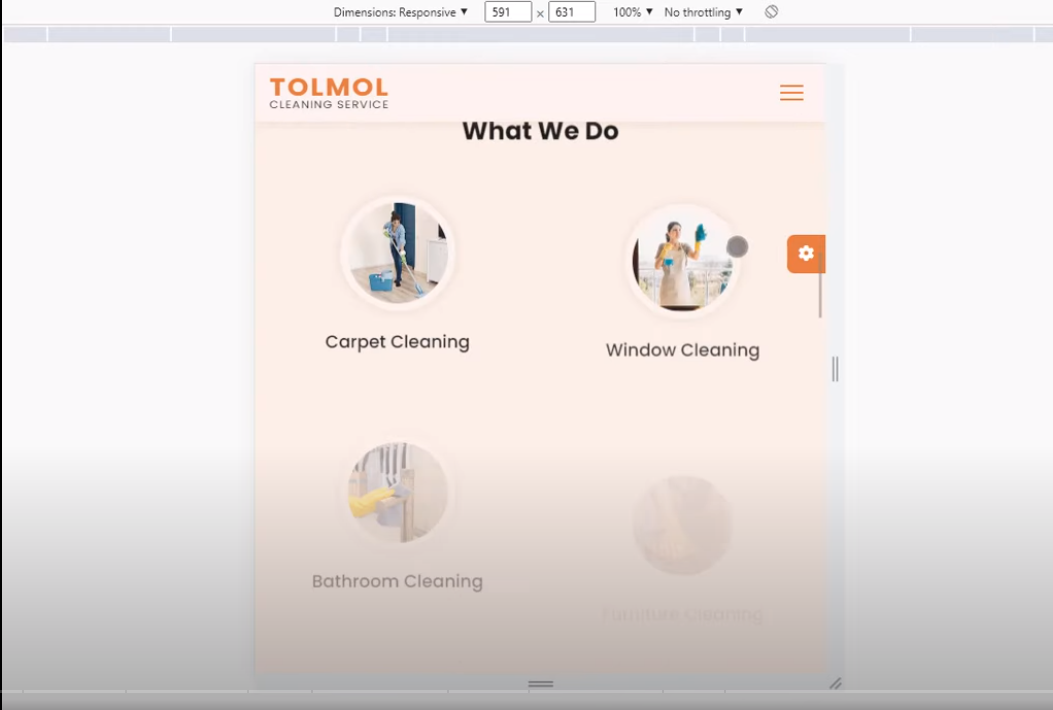 Dimensions: Responsive ▼ 591 × 631 100% ▼ No throttling ▼
TOLMOL
CLEANING SERVICE
What We Do
Carpet Cleaning
Window Cleaning
Bathroom Cleaning
Furniture Cleaning